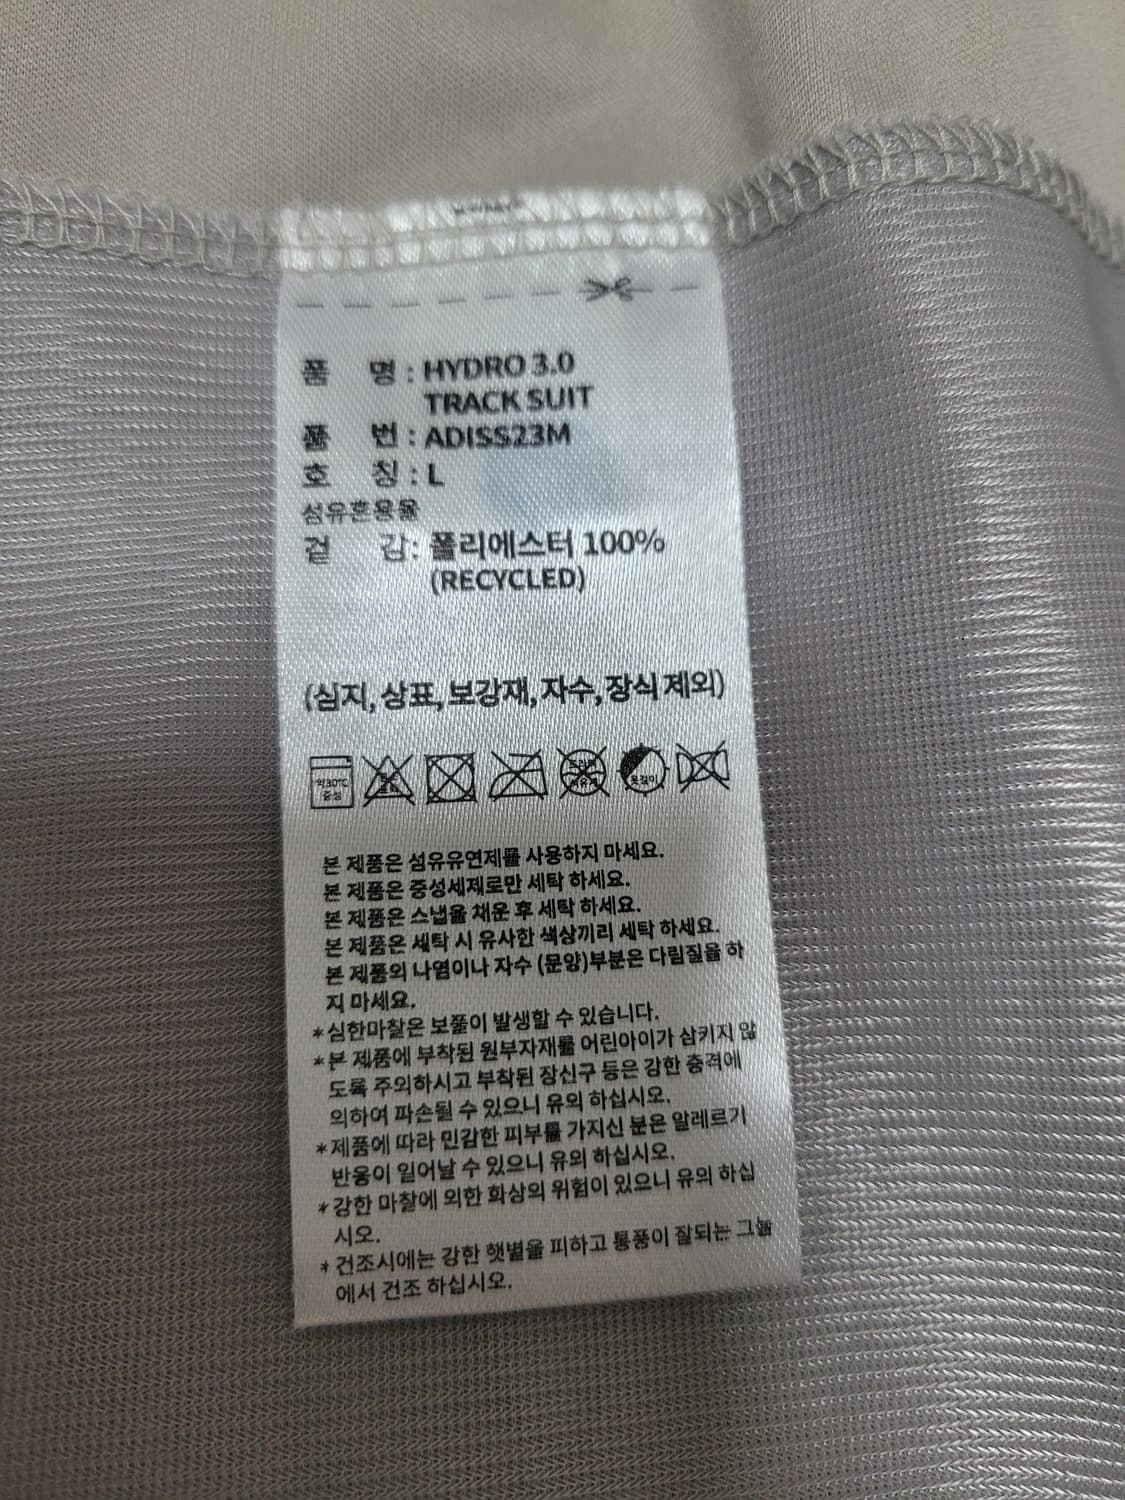 품 명 : HYDRO 3.0
TRACK SUIT
품 번 : ADISS23M
호 칭 : L
섬유혼용율
겉 감: 폴리에스터 100%
(RECYCLED)
(심지, 상표, 보강재, 자수, 장식 제외)
약30℃
중성
옷걸이
본 제품은 섬유유연제를 사용하지 마세요.
본 제품은 중성세제로만 세탁 하세요.
본 제품은 스냅을 채운 후 세탁 하세요.
본 제품은 세탁 시 유사한 색상끼리 세탁 하세요.
본 제품의 나염이나 자수 (문양)부분은 다림질을 하
지 마세요.
*심한마찰은 보풀이 발생할 수 있습니다.
*본 제품에 부착된 원부자재를 어린아이가 삼키지 않
도록 주의하시고 부착된 장신구 등은 강한 충격에
의하여 파손될 수 있으니 유의 하십시오.
*제품에 따라 민감한 피부를 가지신 분은 알레르기
반응이 일어날 수 있으니 유의 하십시오.
*강한 마찰에 의한 화상의 위험이 있으니 유의 하십
시오.
*건조시에는 강한 햇볕을 피하고 통풍이 잘되는 그늘
에서 건조 하십시오.